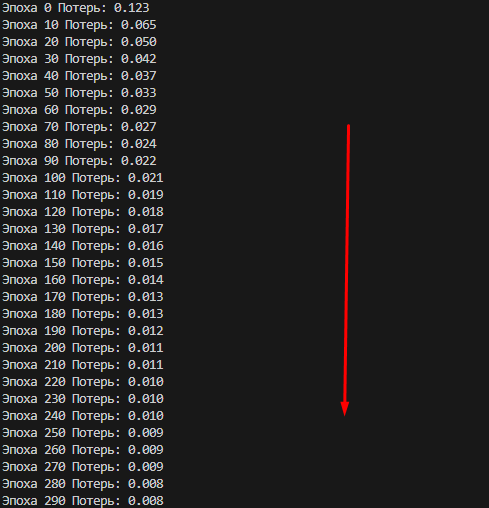 Эпоха 0 Потерь: 0.123
Эпоха 10 Потерь: 0.065
Эпоха 20 Потерь: 0.050
Эпоха 30 Потерь: 0.042
Эпоха 40 Потерь: 0.037
Эпоха 50 Потерь: 0.033
Эпоха 60 Потерь: 0.029
Эпоха 70 Потерь: 0.027
Эпоха 80 Потерь: 0.024
Эпоха 90 Потерь: 0.022
Эпоха 100 Потерь: 0.021
Эпоха 110 Потерь: 0.019
Эпоха 120 Потерь: 0.018
Эпоха 130 Потерь: 0.017
Эпоха 140 Потерь: 0.016
Эпоха 150 Потерь: 0.015
Эпоха 160 Потерь: 0.014
Эпоха 170 Потерь: 0.013
Эпоха 180 Потерь: 0.013
Эпоха 190 Потерь: 0.012
Эпоха 200 Потерь: 0.011
Эпоха 210 Потерь: 0.011
Эпоха 220 Потерь: 0.010
Эпоха 230 Потерь: 0.010
Эпоха 240 Потерь: 0.010
Эпоха 250 Потерь: 0.009
Эпоха 260 Потерь: 0.009
Эпоха 270 Потерь: 0.009
Эпоха 280 Потерь: 0.008
Эпоха 290 Потерь: 0.008